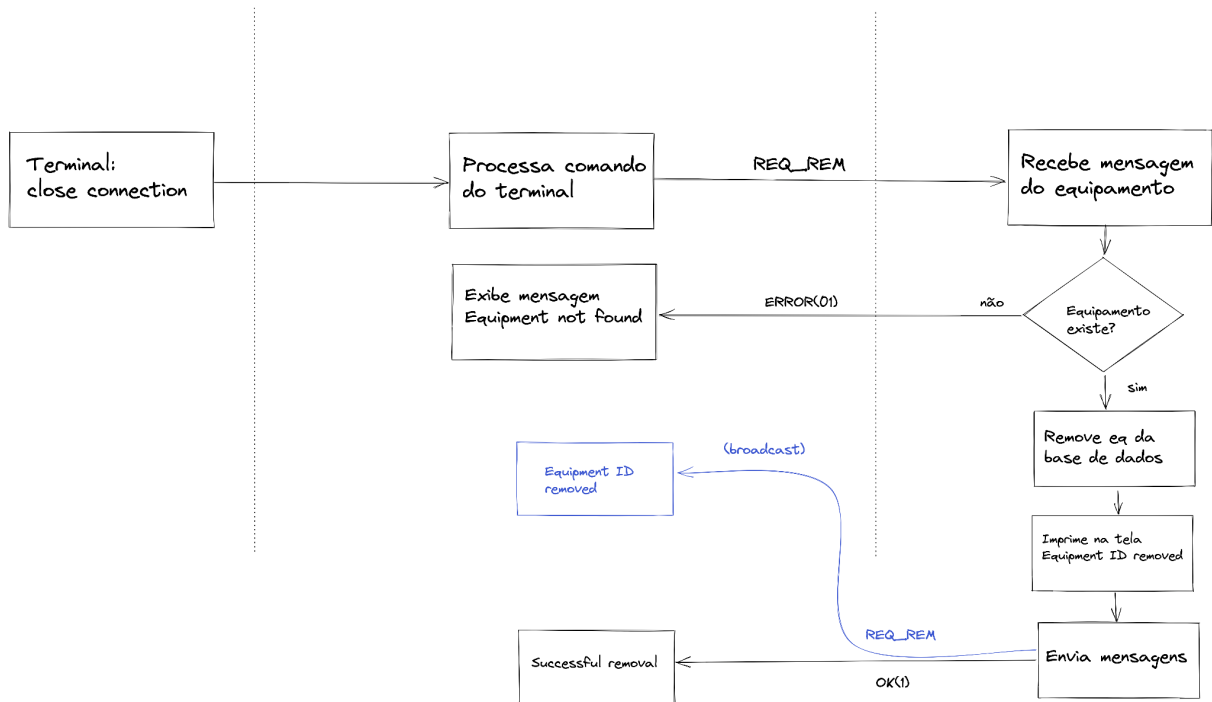 Terminal:
close connection
Processa comando
do terminal
REQ_REM
Recebe mensagem
do equipamento
Exibe mensagem
Equipment not found
ERROR(01)
não
Equipamento
existe?
sim
Remove eq da
base de dados
(broadcast)
Equipment ID
removed
Imprime na tela
Equipment ID removed
REQ_REM
Envia mensagens
Successful removal
OK(1)